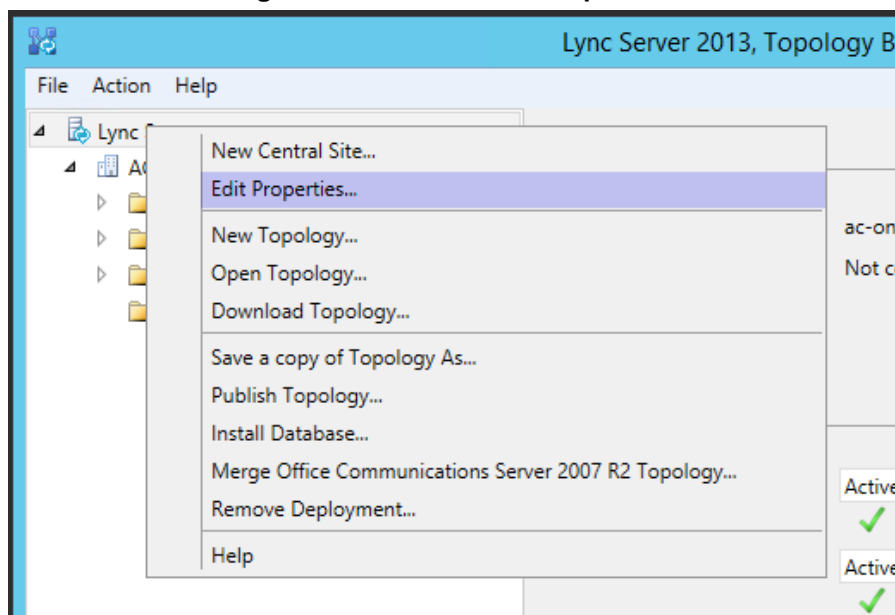 Lync Server 2013, Topology B
File Action Help
Lync S
New Central Site...
Edit Properties...
New Topology...
Open Topology...
Download Topology...
Save a copy of Topology As...
Publish Topology...
Install Database...
Merge Office Communications Server 2007 R2 Topology...
Remove Deployment...
Help
ac-on
Not c
Active
Active